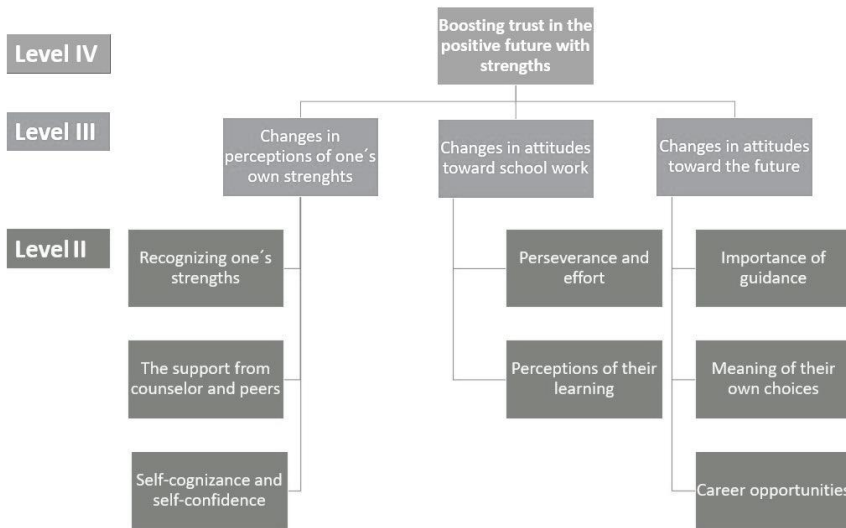 Level IV
Boosting trust in the
positive future with
strengths
Level III
Changes in
perceptions of one´s
own strenghts
Changes in attitudes
toward school work
Changes in attitudes
toward the future
Level II
Recognizing one´s
strengths
Perseverance and
effort
Importance of
guidance
The support from
counselor and peers
Perceptions of their
learning
Meaning of their
own choices
Self-cognizance and
self-confidence
Career opportunities